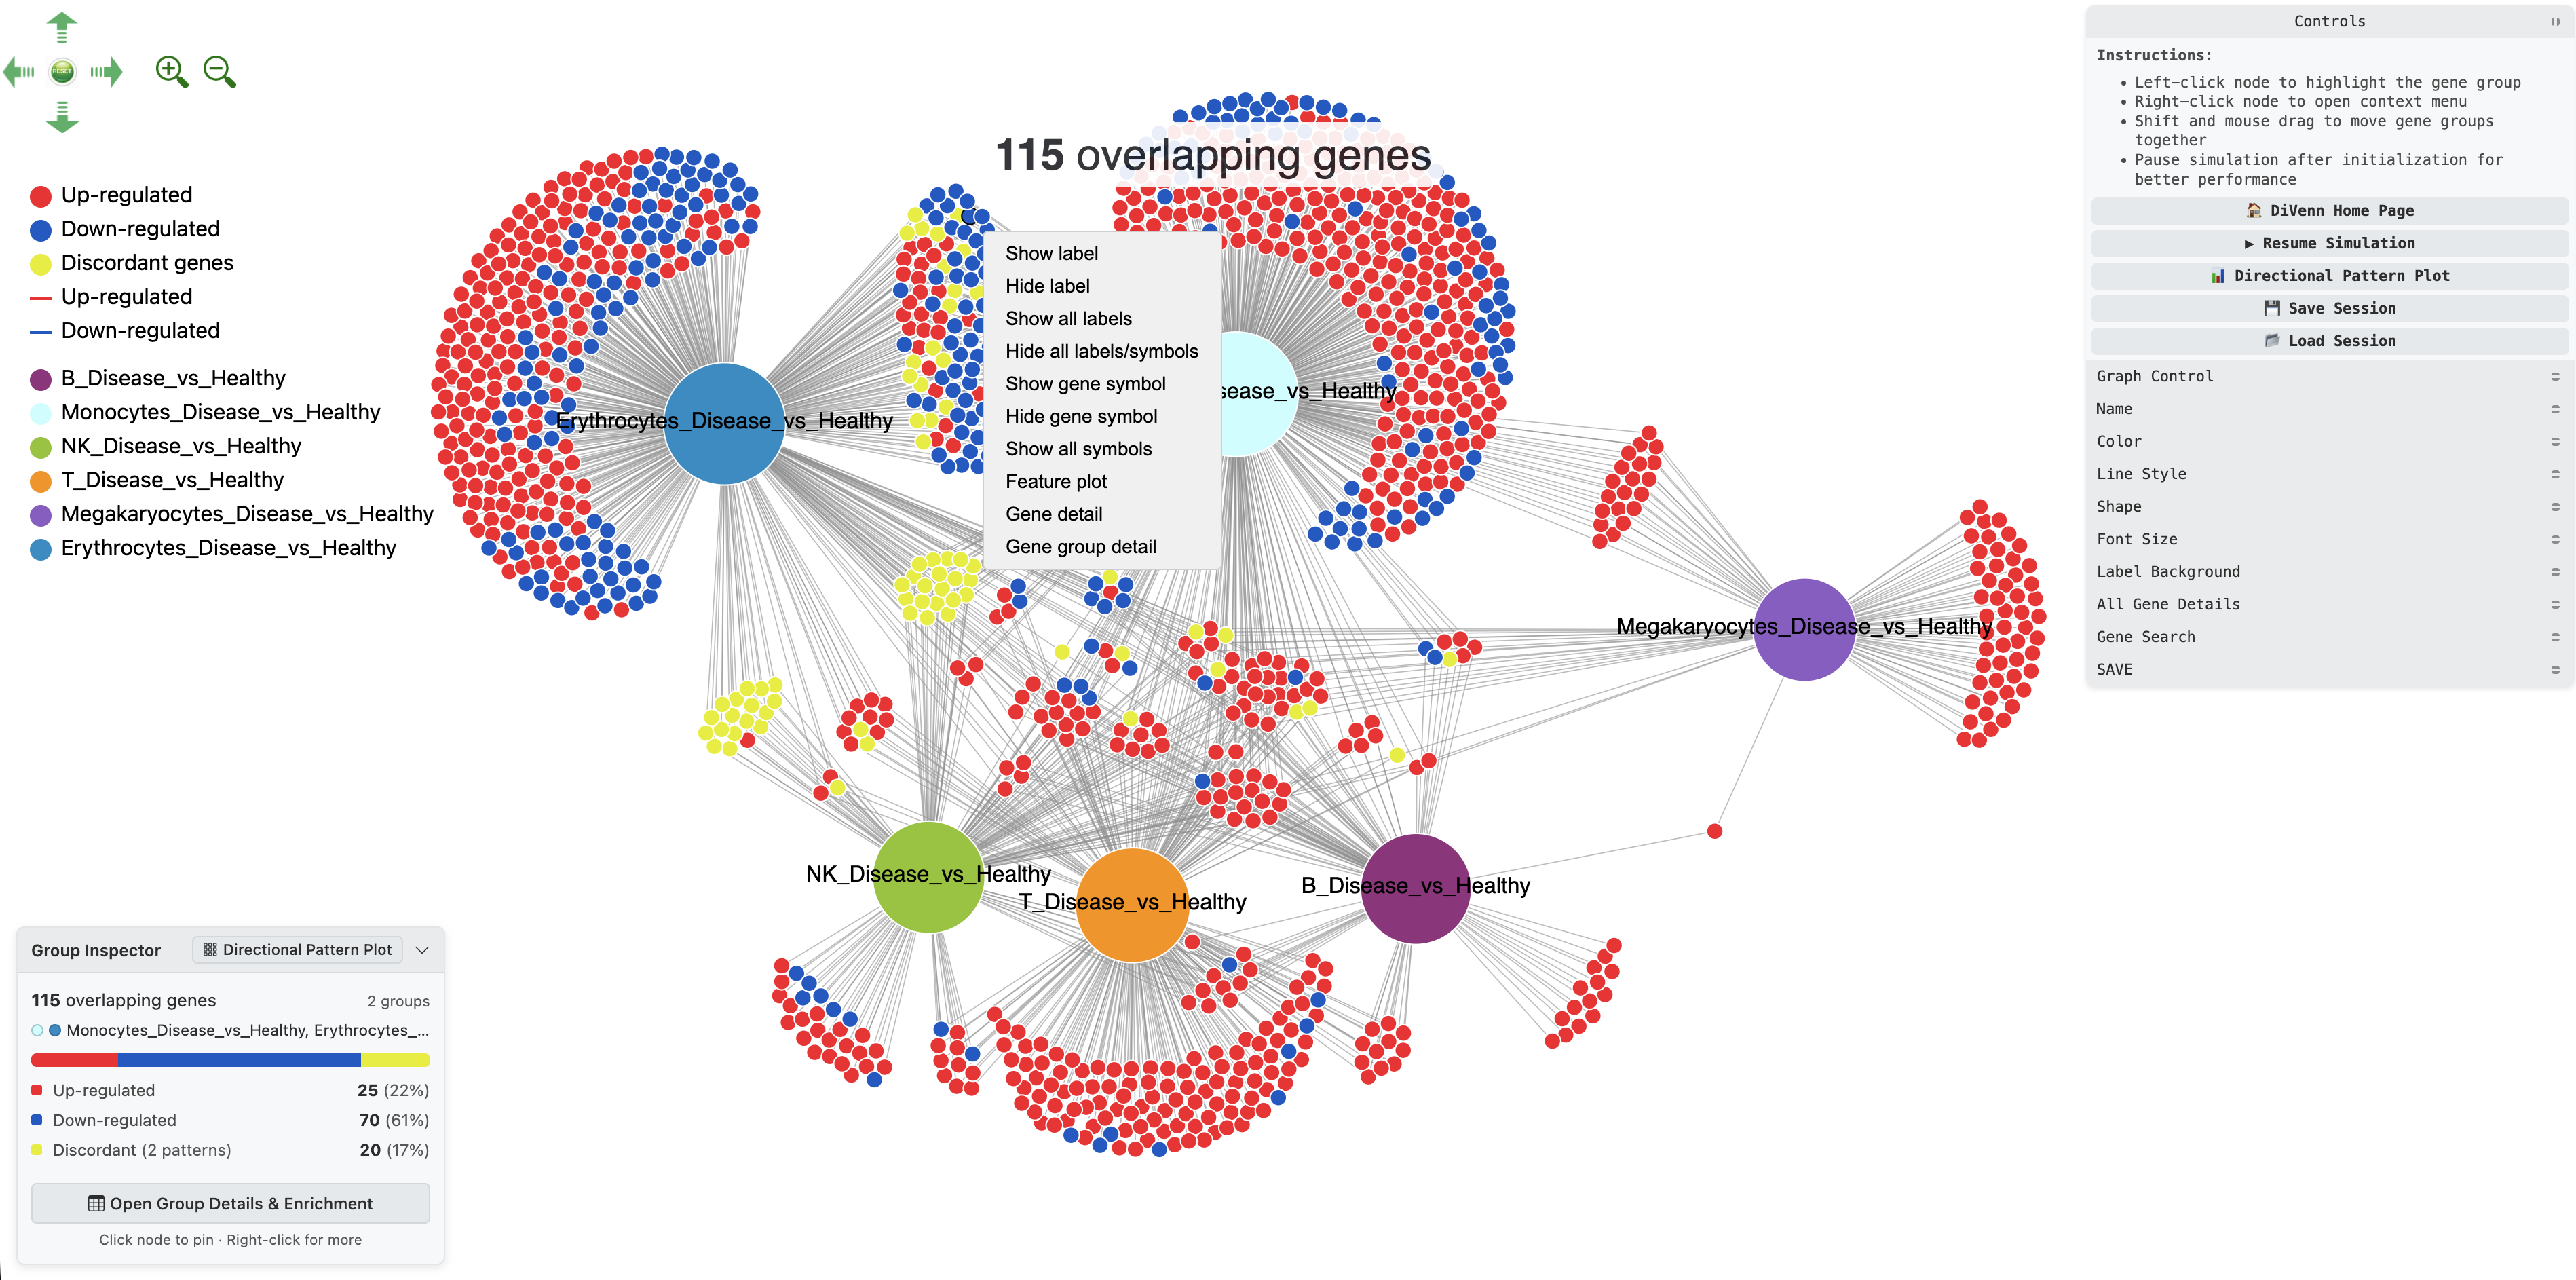 RESET
Up-regulated
Down-regulated
Discordant genes
Up-regulated
Down-regulated
B_Disease_vs_Healthy
Monocytes_Disease_vs_Healthy
NK_Disease_vs_Healthy
T_Disease_vs_Healthy
Megakaryocytes_Disease_vs_Healthy
Erythrocytes_Disease_vs_Healthy
115 overlapping genes
Erythrocytes_Disease_vs_Healthy
sease_vs_Healthy
Megakaryocytes_Disease_vs_Healthy
NK_Disease_vs_Healthy
T_Disease_vs_Healthy
B_Disease_vs_Healthy
Show label
Hide label
Show all labels
Hide all labels/symbols
Show gene symbol
Hide gene symbol
Show all symbols
Feature plot
Gene detail
Gene group detail
Controls
Instructions:
• Left-click node to highlight the gene group
• Right-click node to open context menu
• Shift and mouse drag to move gene groups
together
• Pause simulation after initialization for
better performance
DiVenn Home Page
Resume Simulation
Directional Pattern Plot
Save Session
Load Session
Graph Control
Name
Color
Line Style
Shape
Font Size
Label Background
All Gene Details
Gene Search
SAVE
Group Inspector Directional Pattern Plot
115 overlapping genes 2 groups
Monocytes_Disease_vs_Healthy, Erythrocytes_...
Up-regulated 25 (22%)
Down-regulated 70 (61%)
Discordant (2 patterns) 20 (17%)
Open Group Details & Enrichment
Click node to pin · Right-click for more